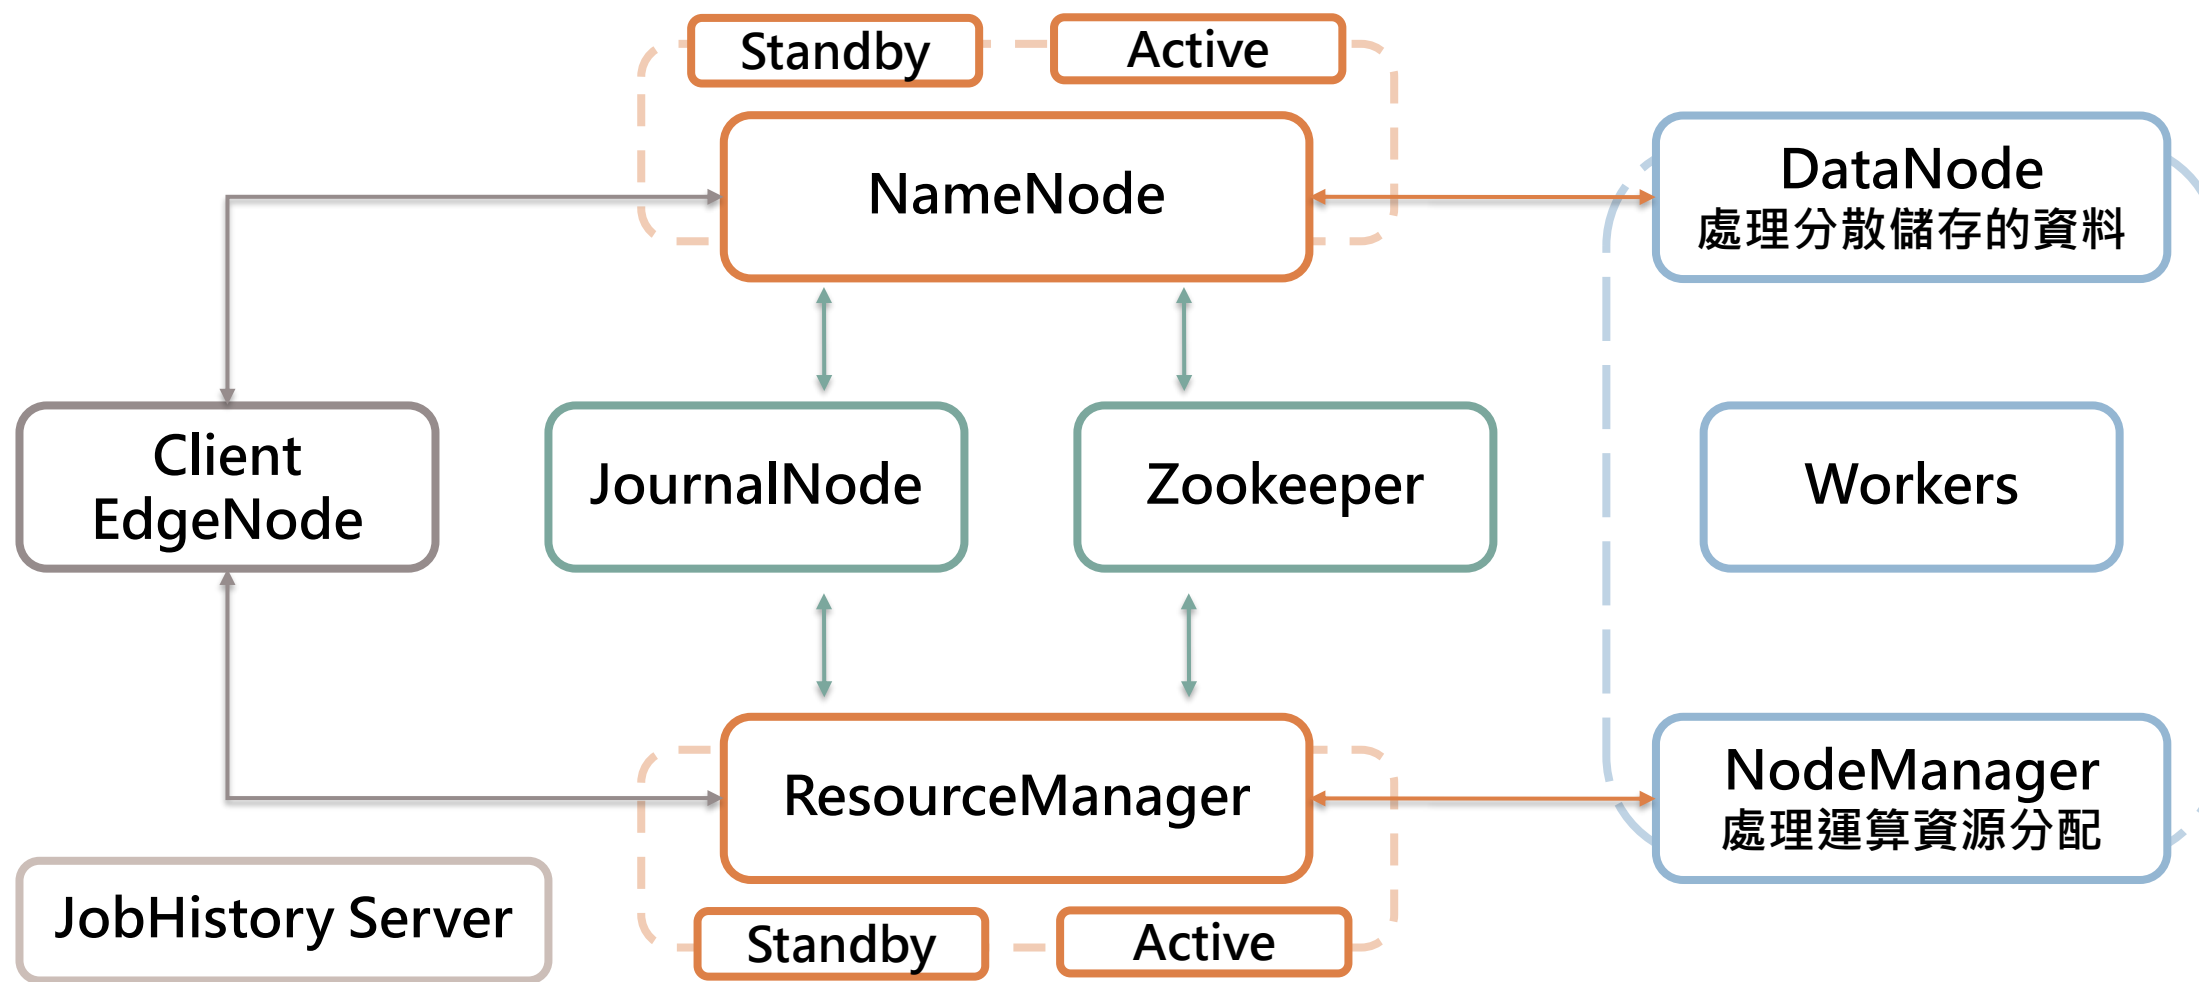 Standby
Active
NameNode
DataNode
處理分散儲存的資料
Client
EdgeNode
JournalNode
Zookeeper
Workers
ResourceManager
NodeManager
處理運算資源分配
JobHistory Server
Standby
Active